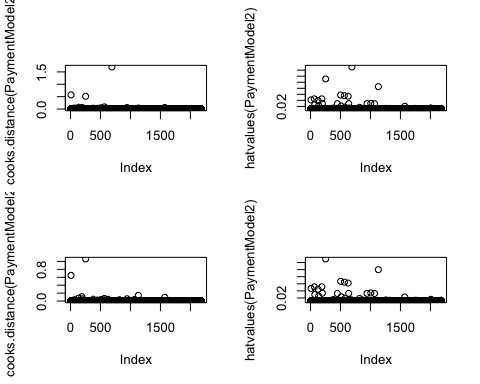 cooks.distance(PaymentModel2
0.0 1.5
0 500 1500
Index
hatvalues(PaymentModel2)
0.02
0 500 1500
Index
cooks.distance(PaymentModel2
0.0 0.8
0 500 1500
Index
hatvalues(PaymentModel2)
0.02
0 500 1500
Index